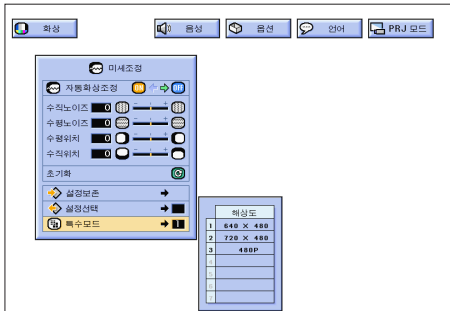 화상
음성
옵션
언어
PRJ 모드
미세조정
자동화상조정 ON OFF
수직노이즈 0 - +
수평노이즈 0 - +
수평위치 0 - +
수직위치 0 - +
초기화
설정보존
설정선택
특수모드 1
해상도
1 640 X 480
2 720 X 480
3 480P
4
5
6
7